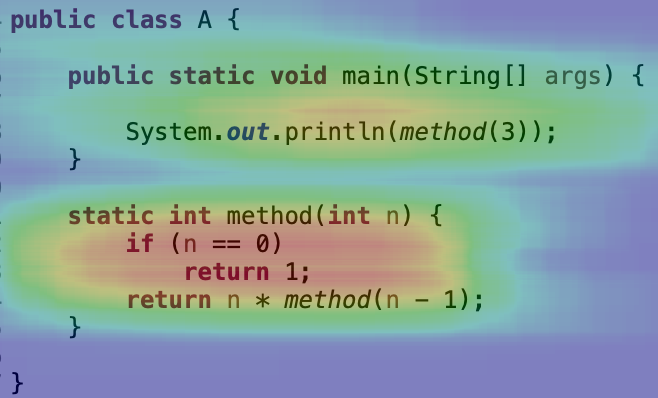 public class A {
public static void main(String[] args) {
System.out.println(method(3));
}
static int method(int n) {
if (n == 0)
return 1;
return n * method(n - 1);
}
}